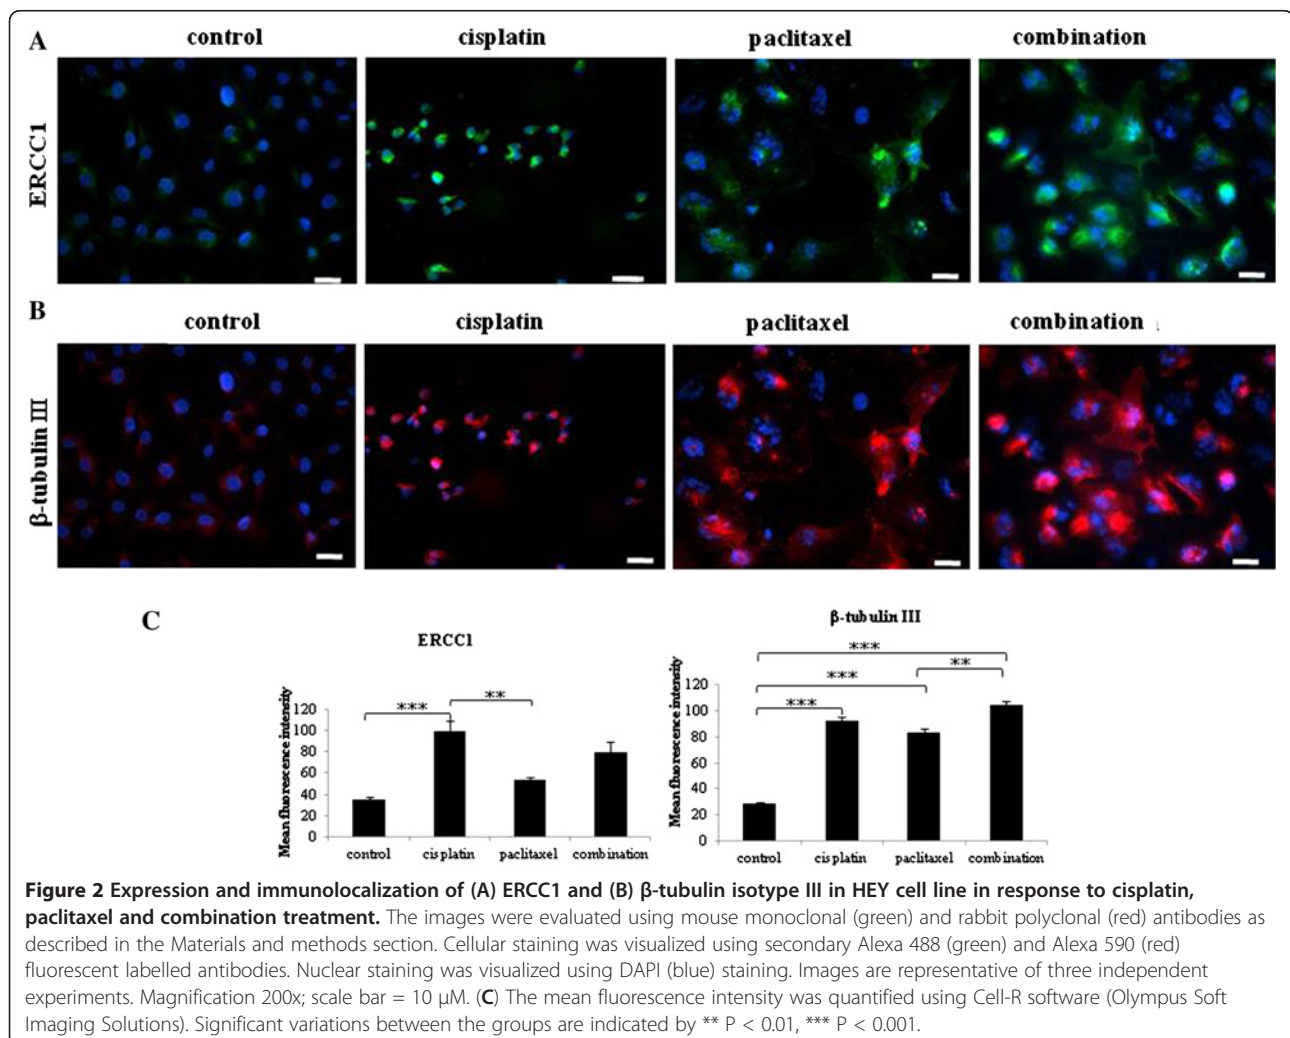 A
control
cisplatin
paclitaxel
combination
ERCC1
B
control
cisplatin
paclitaxel
combination
β-tubulin III
C
ERCC1
Mean fluorescence intensity
120
100
80
60
40
20
0
***
**
control
cisplatin
paclitaxel
combination
β-tubulin III
Mean fluorescence intensity
120
100
80
60
40
20
0
***
***
***
**
control
cisplatin
paclitaxel
combination
Figure 2 Expression and immunolocalization of (A) ERCC1 and (B) β-tubulin isotype III in HEY cell line in response to cisplatin,
paclitaxel and combination treatment. The images were evaluated using mouse monoclonal (green) and rabbit polyclonal (red) antibodies as
described in the Materials and methods section. Cellular staining was visualized using secondary Alexa 488 (green) and Alexa 590 (red)
fluorescent labelled antibodies. Nuclear staining was visualized using DAPI (blue) staining. Images are representative of three independent
experiments. Magnification 200x; scale bar = 10 μM. (C) The mean fluorescence intensity was quantified using Cell-R software (Olympus Soft
Imaging Solutions). Significant variations between the groups are indicated by ** P < 0.01, *** P < 0.001.